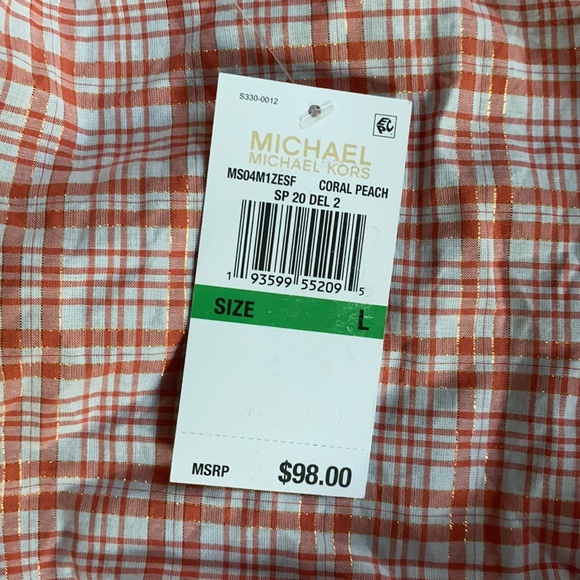 S330-0012
MICHAEL
MICHAEL KORS
MS04M1ZESF CORAL PEACH
SP 20 DEL 2
1 93599 55209 5
SIZE L
MSRP $98.00